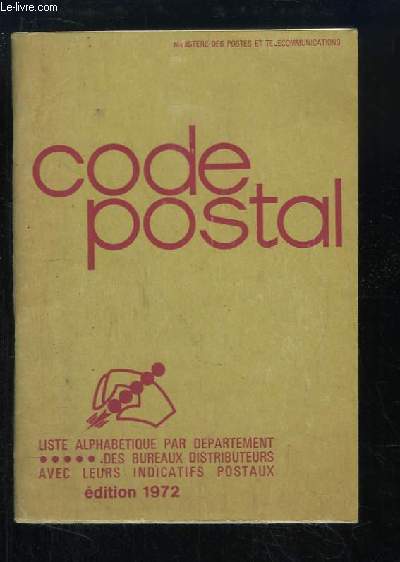 Le-livre.com
MINISTERE DES POSTES ET TELECOMMUNICATIONS
code
postal
LISTE ALPHABETIQUE PAR DEPARTEMENT
●●●●●.DES BUREAUX DISTRIBUTEURS
AVEC LEURS INDICATIFS POSTAUX
édition 1972